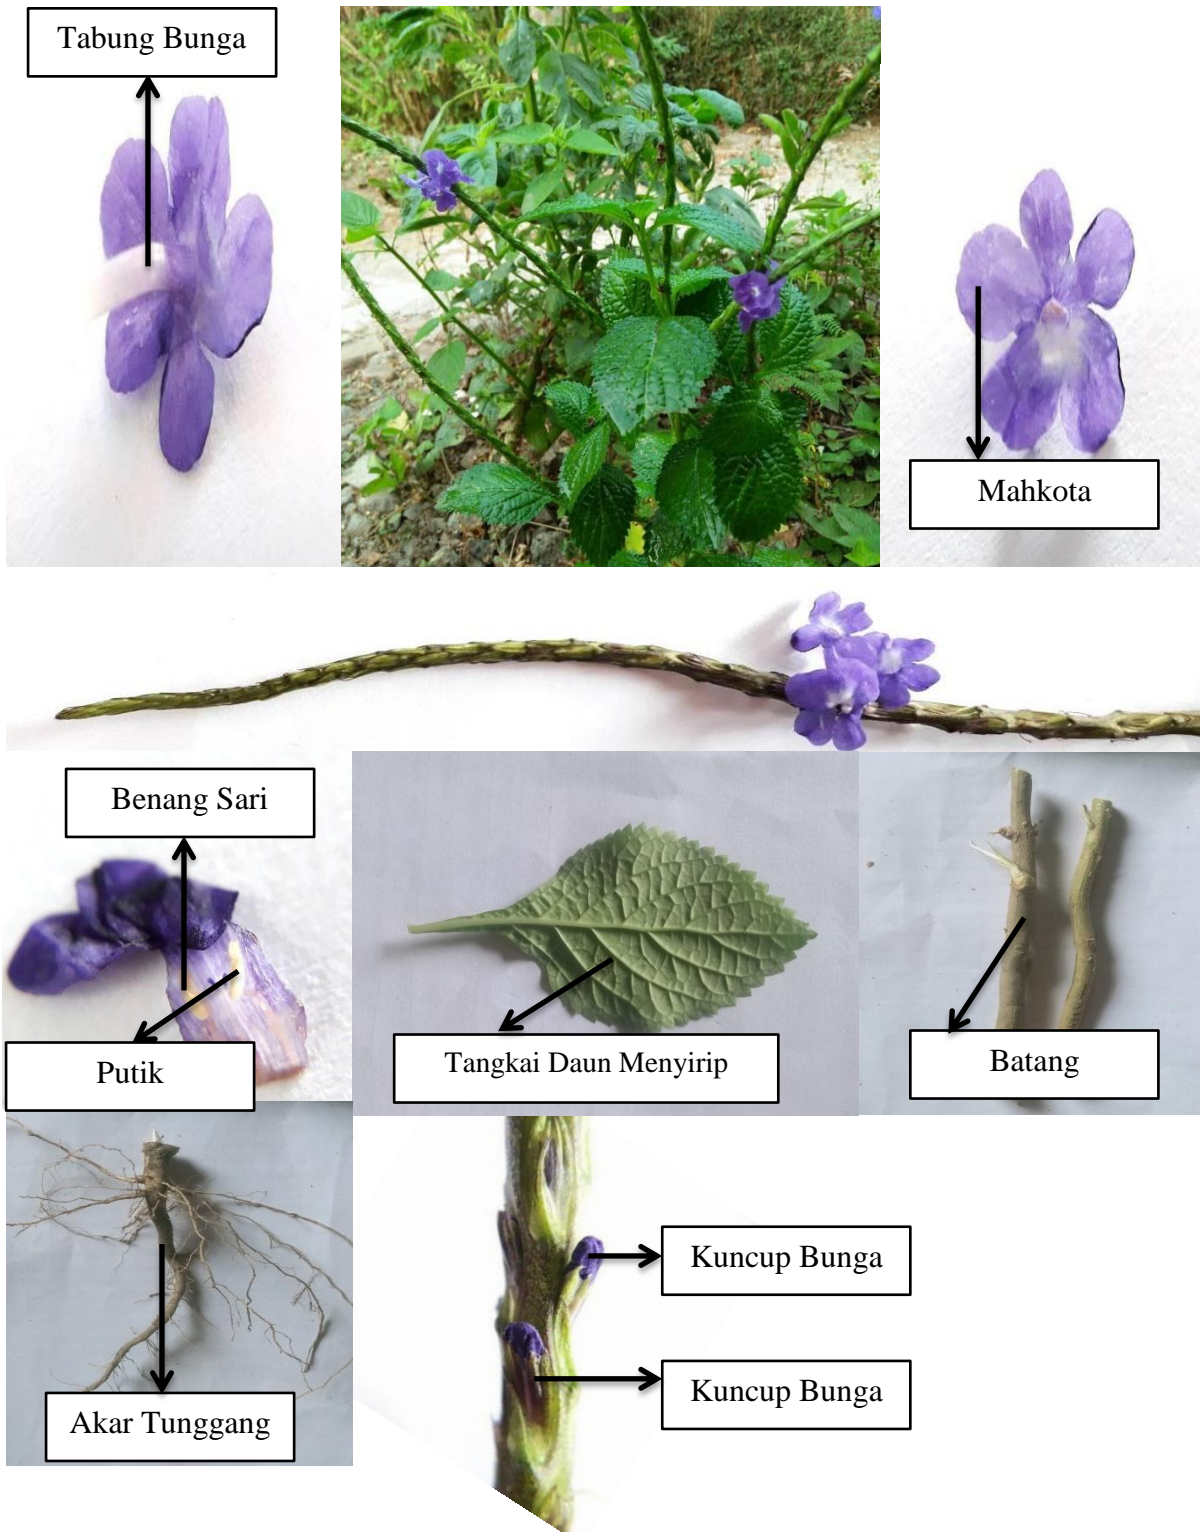 Tabung Bunga
Mahkota
Benang Sari
Putik
Tangkai Daun Menyirip
Batang
Akar Tunggang
Kuncup Bunga
Kuncup Bunga